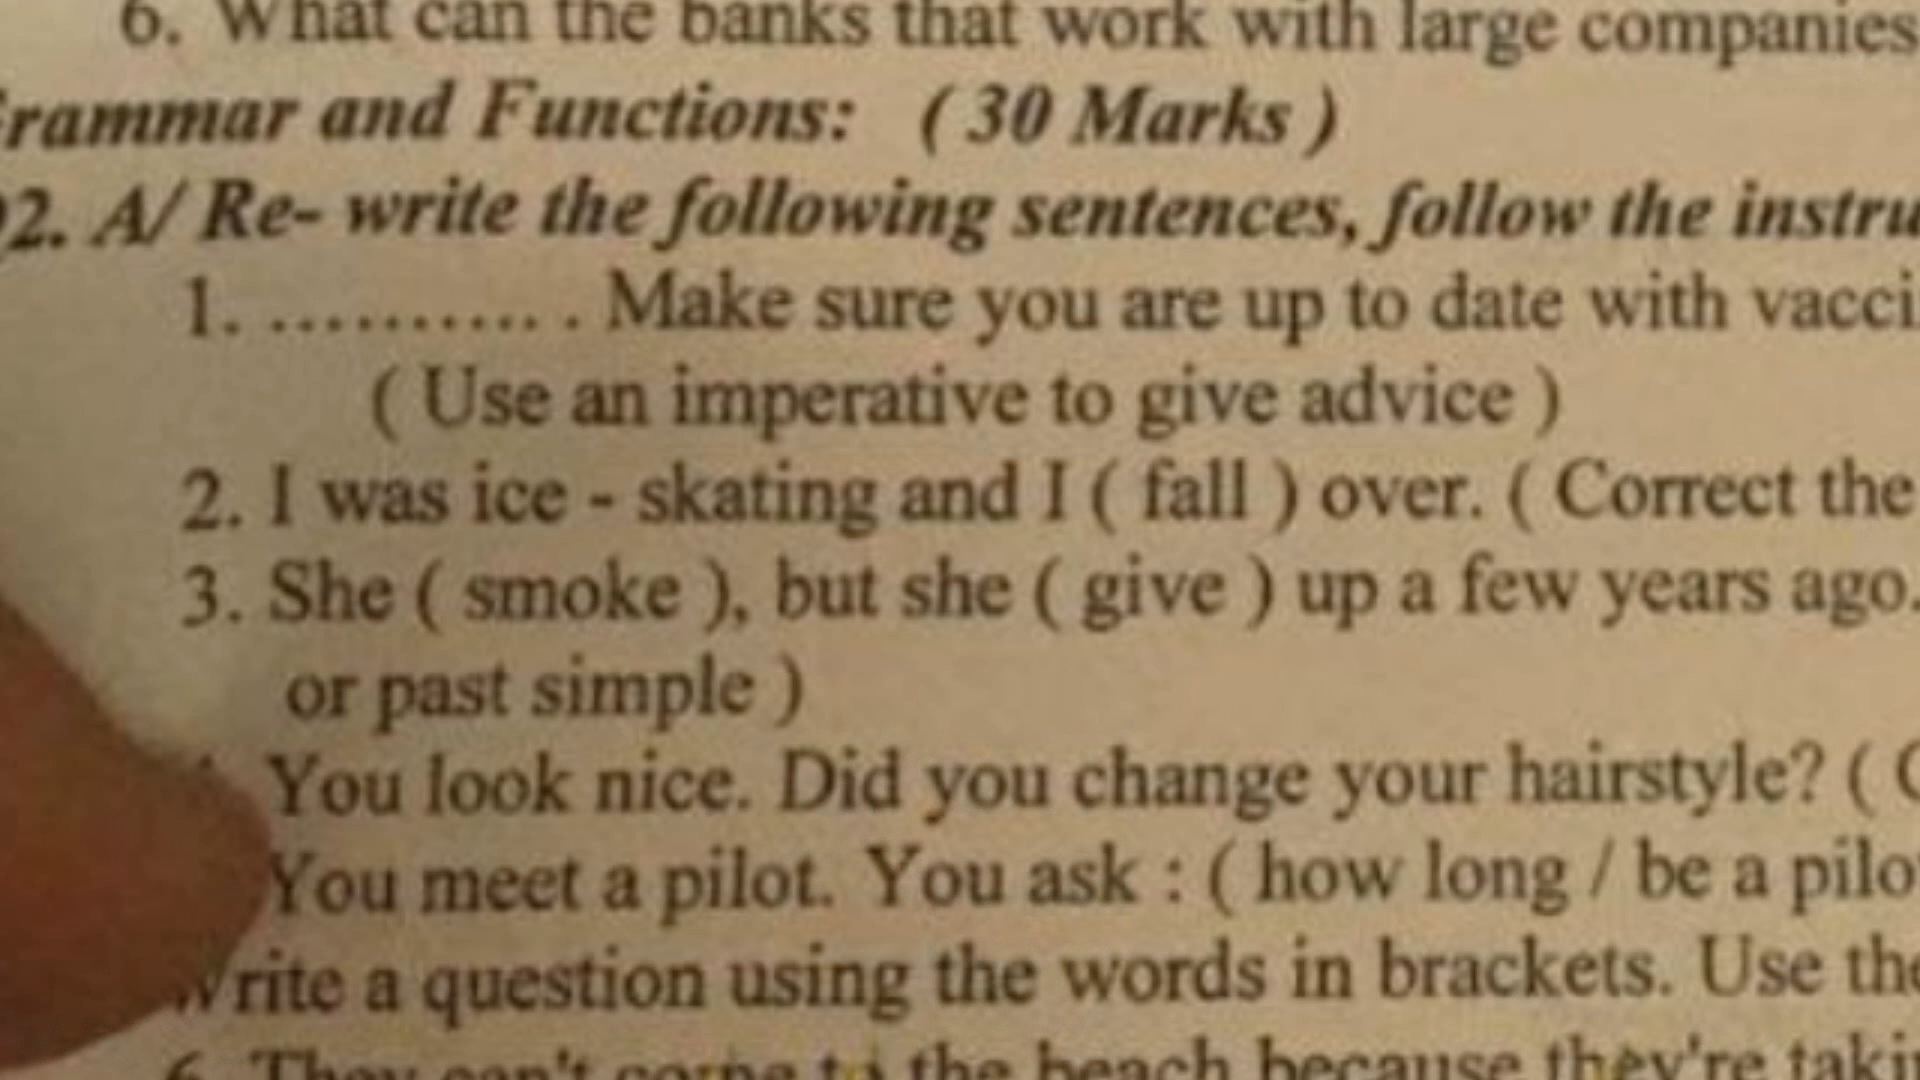 6. What can the banks that work with large companies
rammar and Functions: ( 30 Marks )
2. A/ Re- write the following sentences, follow the instru
1. ............ . Make sure you are up to date with vacci
( Use an imperative to give advice )
2. I was ice - skating and I ( fall ) over. ( Correct the
3. She ( smoke ), but she ( give ) up a few years ago.
or past simple )
You look nice. Did you change your hairstyle? (
You meet a pilot. You ask : ( how long / be a pilo
Write a question using the words in brackets. Use the
6. They can't come to the beach because they're takin